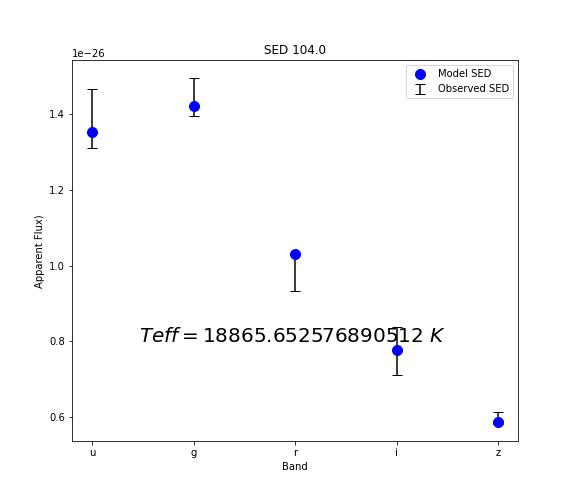 SED 104.0
1e−26
Model SED
Observed SED
1.4
1.2
1.0
0.8
0.6
Apparent Flux)
Teff = 18865.652576890512 K
u g r i z
Band